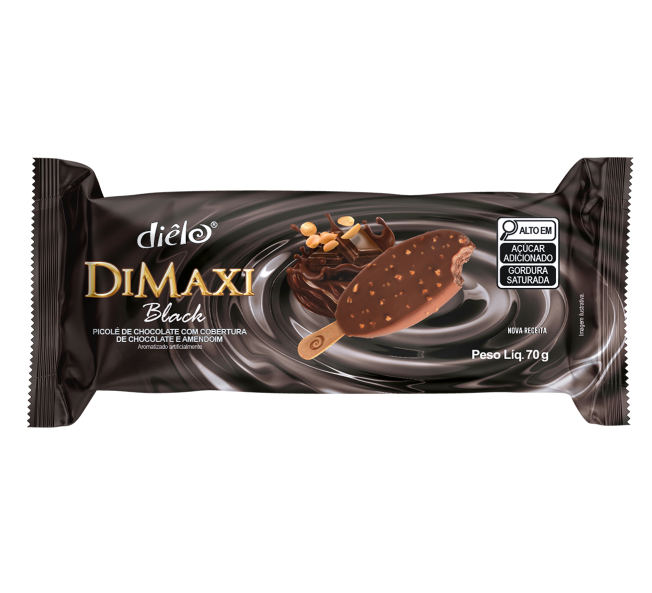 diêlo®
DIMAXI
Black
PICOLÉ DE CHOCOLATE COM COBERTURA
DE CHOCOLATE E AMENDOIM
Aromatizado artificialmente
ALTO EM
AÇÚCAR
ADICIONADO
GORDURA
SATURADA
NOVA RECEITA
Peso Líq. 70 g
Imagem ilustrativa.